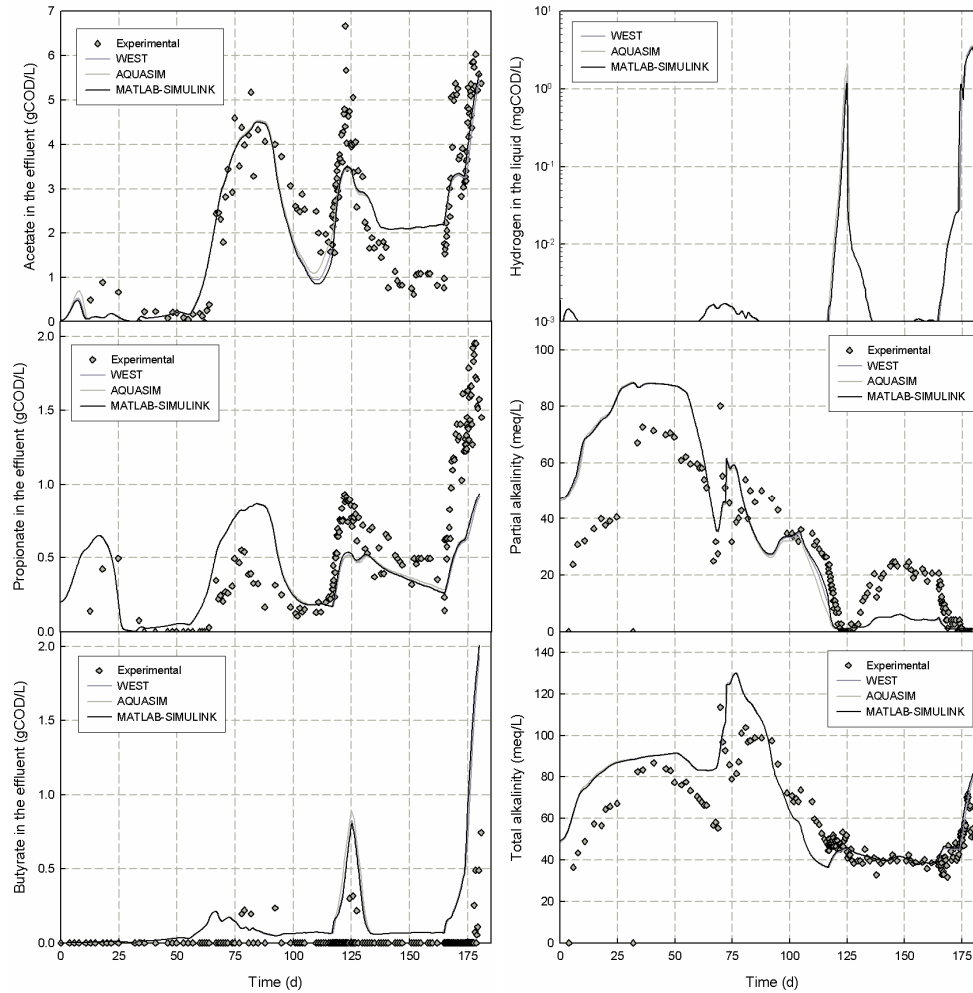 Acetate in the effluent (gCOD/L)
7
6
5
4
3
2
1
0
Experimental
WEST
AQUASIM
MATLAB-SIMULINK
Hydrogen in the liquid (mgCOD/L)
10¹
10⁰
10⁻¹
10⁻²
10⁻³
WEST
AQUASIM
MATLAB-SIMULINK
Propionate in the effluent (gCOD/L)
2.0
1.5
1.0
0.5
0.0
Experimental
WEST
AQUASIM
MATLAB-SIMULINK
Partial alkalinity (meq/L)
100
80
60
40
20
0
Experimental
WEST
AQUASIM
MATLAB-SIMULINK
Butyrate in the effluent (gCOD/L)
2.0
1.5
1.0
0.5
0.0
Experimental
WEST
AQUASIM
MATLAB-SIMULINK
0 25 50 75 100 125 150 175
Time (d)
Total alkalinity (meq/L)
140
120
100
80
60
40
20
0
Experimental
WEST
AQUASIM
MATLAB-SIMULINK
0 25 50 75 100 125 150 175
Time (d)